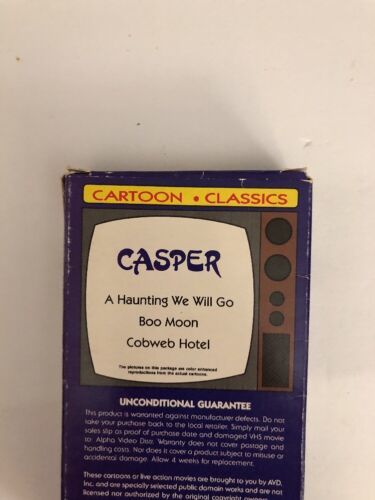 CARTOON • CLASSICS
CASPER
A Haunting We Will Go
Boo Moon
Cobweb Hotel
The pictures on this package are color enhanced
reproductions from the actual cartoons.
UNCONDITIONAL GUARANTEE
This product is warranted against manufacturer defects. Do not
take your purchase back to the local retailer. Simply mail your
sales slip as proof of purchase date and damaged VHS movie
to: Alpha Video Distr. Warranty does not cover postage and
handling costs. Nor does it cover a product subject to misuse or
accidental damage. Allow 4 weeks for replacement.
These cartoons or live action movies are brought to you by AVD,
Inc. and are specially selected public domain works and are not
licensed nor authorized by the original copyright owners